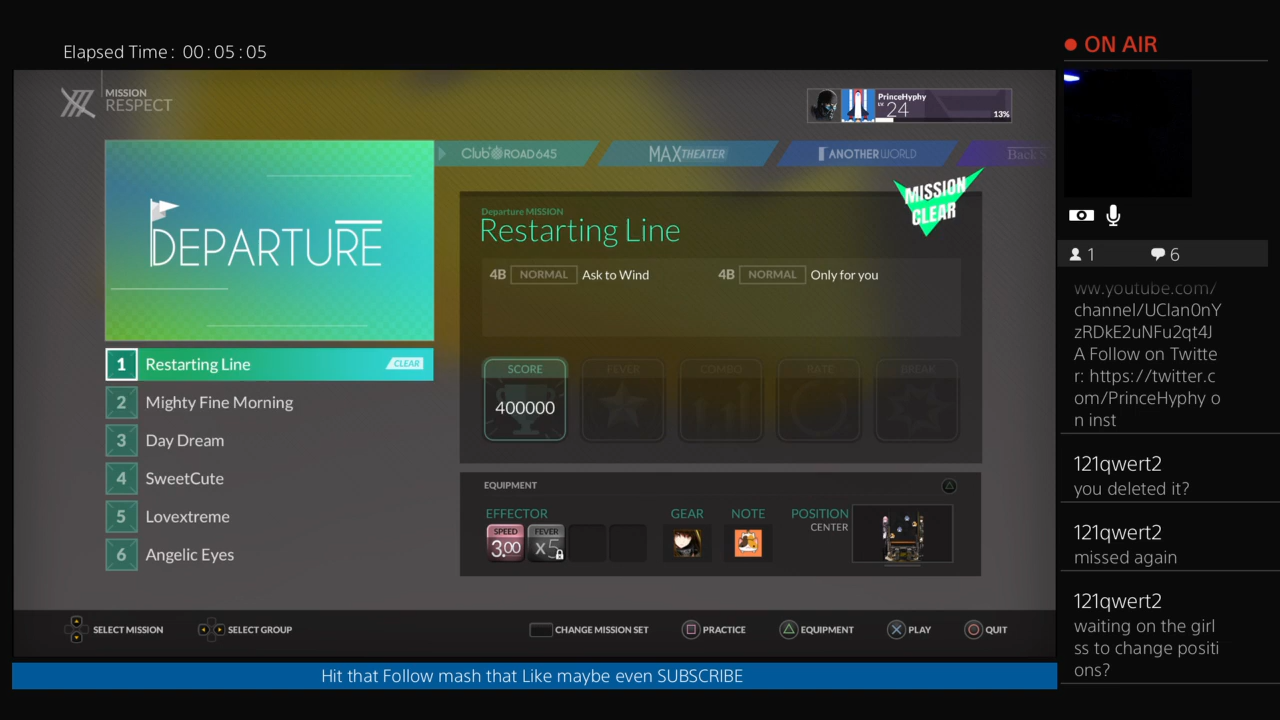 Elapsed Time: 00:05:05
ON AIR
MISSION
RESPECT
PrinceHyphy
LV. 24
13%
Club ROAD645
MAX THEATER
ANOTHER WORLD
Back S
MISSION
CLEAR
DEPARTURE
Departure MISSION
Restarting Line
4B NORMAL Ask to Wind
4B NORMAL Only for you
1 Restarting Line CLEAR
2 Mighty Fine Morning
3 Day Dream
4 SweetCute
5 Lovextreme
6 Angelic Eyes
SCORE
400000
FEVER
COMBO
RATE
BREAK
EQUIPMENT
EFFECTOR
SPEED
3.00
FEVER
x5
GEAR
NOTE
POSITION
CENTER
SELECT MISSION
SELECT GROUP
CHANGE MISSION SET
PRACTICE
EQUIPMENT
PLAY
QUIT
Hit that Follow mash that Like maybe even SUBSCRIBE
1
6
ww.youtube.com/
channel/UClan0nY
zRDkE2uNFu2qt4J
A Follow on Twitte
r: https://twitter.c
om/PrinceHyphy o
n inst
121qwert2
you deleted it?
121qwert2
missed again
121qwert2
waiting on the girl
ss to change positi
ons?